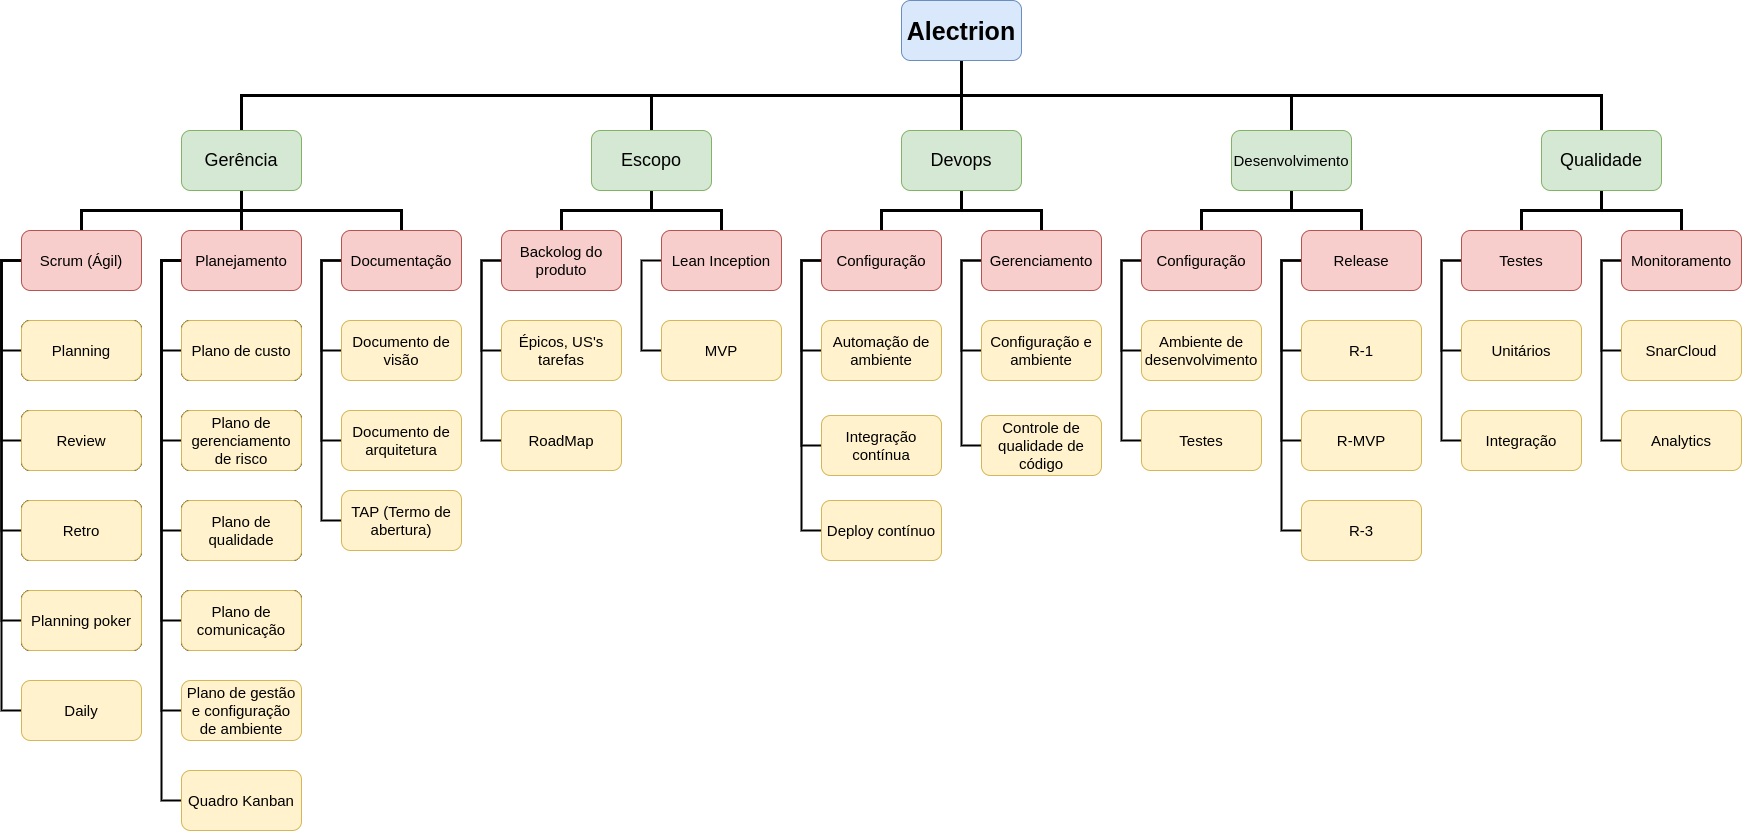 Alectrion
Gerência
Escopo
Devops
Desenvolvimento
Qualidade
Scrum (Ágil)
Planejamento
Documentação
Backolog do
produto
Lean Inception
Configuração
Gerenciamento
Configuração
Release
Testes
Monitoramento
Planning
Plano de custo
Documento de
visão
Épicos, US's
tarefas
MVP
Automação de
ambiente
Configuração e
ambiente
Ambiente de
desenvolvimento
R-1
Unitários
SnarCloud
Review
Plano de
gerenciamento
de risco
Documento de
arquitetura
RoadMap
Integração
contínua
Controle de
qualidade de
código
Testes
R-MVP
Integração
Analytics
Retro
Plano de
qualidade
TAP (Termo de
abertura)
Deploy contínuo
R-3
Planning poker
Plano de
comunicação
Daily
Plano de gestão
e configuração
de ambiente
Quadro Kanban